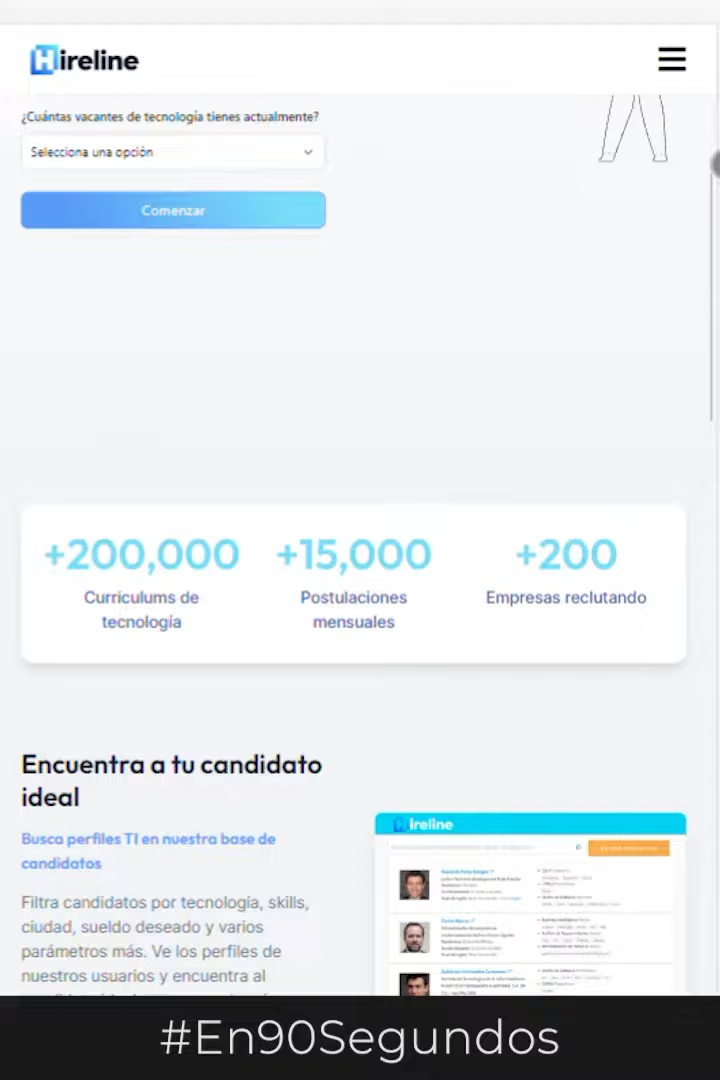 Hireline
¿Cuántas vacantes de tecnología tienes actualmente?
Selecciona una opción
Comenzar
+200,000
Curriculums de
tecnología
+15,000
Postulaciones
mensuales
+200
Empresas reclutando
Encuentra a tu candidato
ideal
Busca perfiles TI en nuestra base de
candidatos
Filtra candidatos por tecnología, skills,
ciudad, sueldo deseado y varios
parámetros más. Ve los perfiles de
nuestros usuarios y encuentra al
Hireline
#En90Segundos